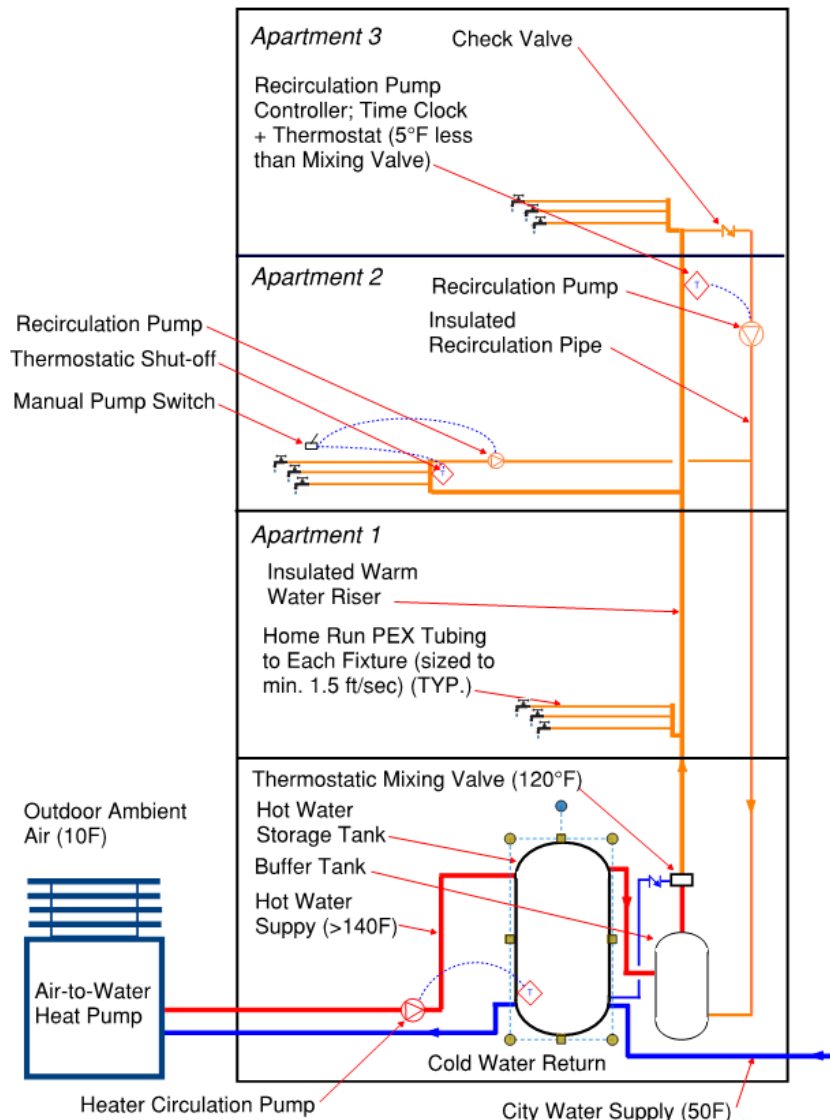 Apartment 3
Check Valve
Recirculation Pump
Controller; Time Clock
+ Thermostat (5°F less
than Mixing Valve)
Apartment 2
T
Recirculation Pump
Insulated
Recirculation Pipe
Recirculation Pump
Thermostatic Shut-off
Manual Pump Switch
T
Apartment 1
Insulated Warm
Water Riser
Home Run PEX Tubing
to Each Fixture (sized to
min. 1.5 ft/sec) (TYP.)
Thermostatic Mixing Valve (120°F)
Outdoor Ambient
Air (10F)
Hot Water
Storage Tank
Buffer Tank
Hot Water
Suppy (>140F)
Air-to-Water
Heat Pump
T
Cold Water Return
Heater Circulation Pump
City Water Supply (50F)